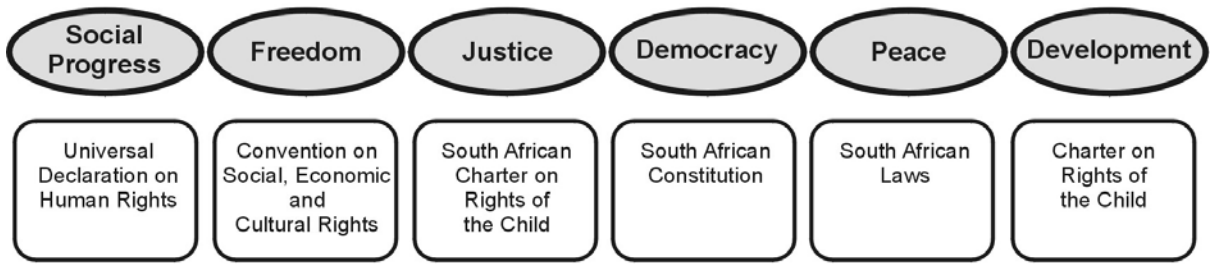 Social
Progress
Freedom
Justice
Democracy
Peace
Development
Universal
Declaration on
Human Rights
Convention on
Social, Economic
and
Cultural Rights
South African
Charter on
Rights of
the Child
South African
Constitution
South African
Laws
Charter on
Rights of
the Child